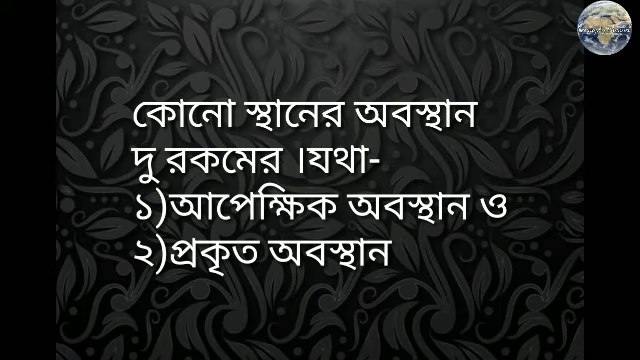 কোনো স্থানের অবস্থান
দু রকমের ।যথা-
১)আপেক্ষিক অবস্থান ও
২)প্রকৃত অবস্থান